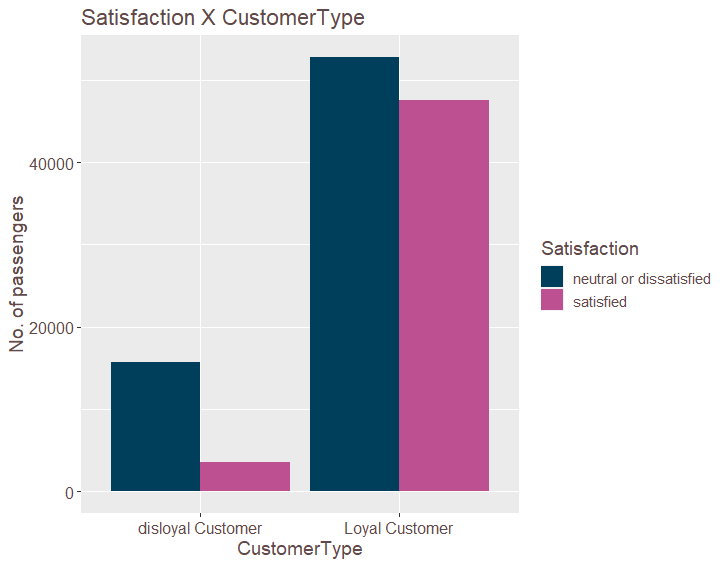 Satisfaction X CustomerType
No. of passengers
40000
20000
0
disloyal Customer
Loyal Customer
CustomerType
Satisfaction
neutral or dissatisfied
satisfied